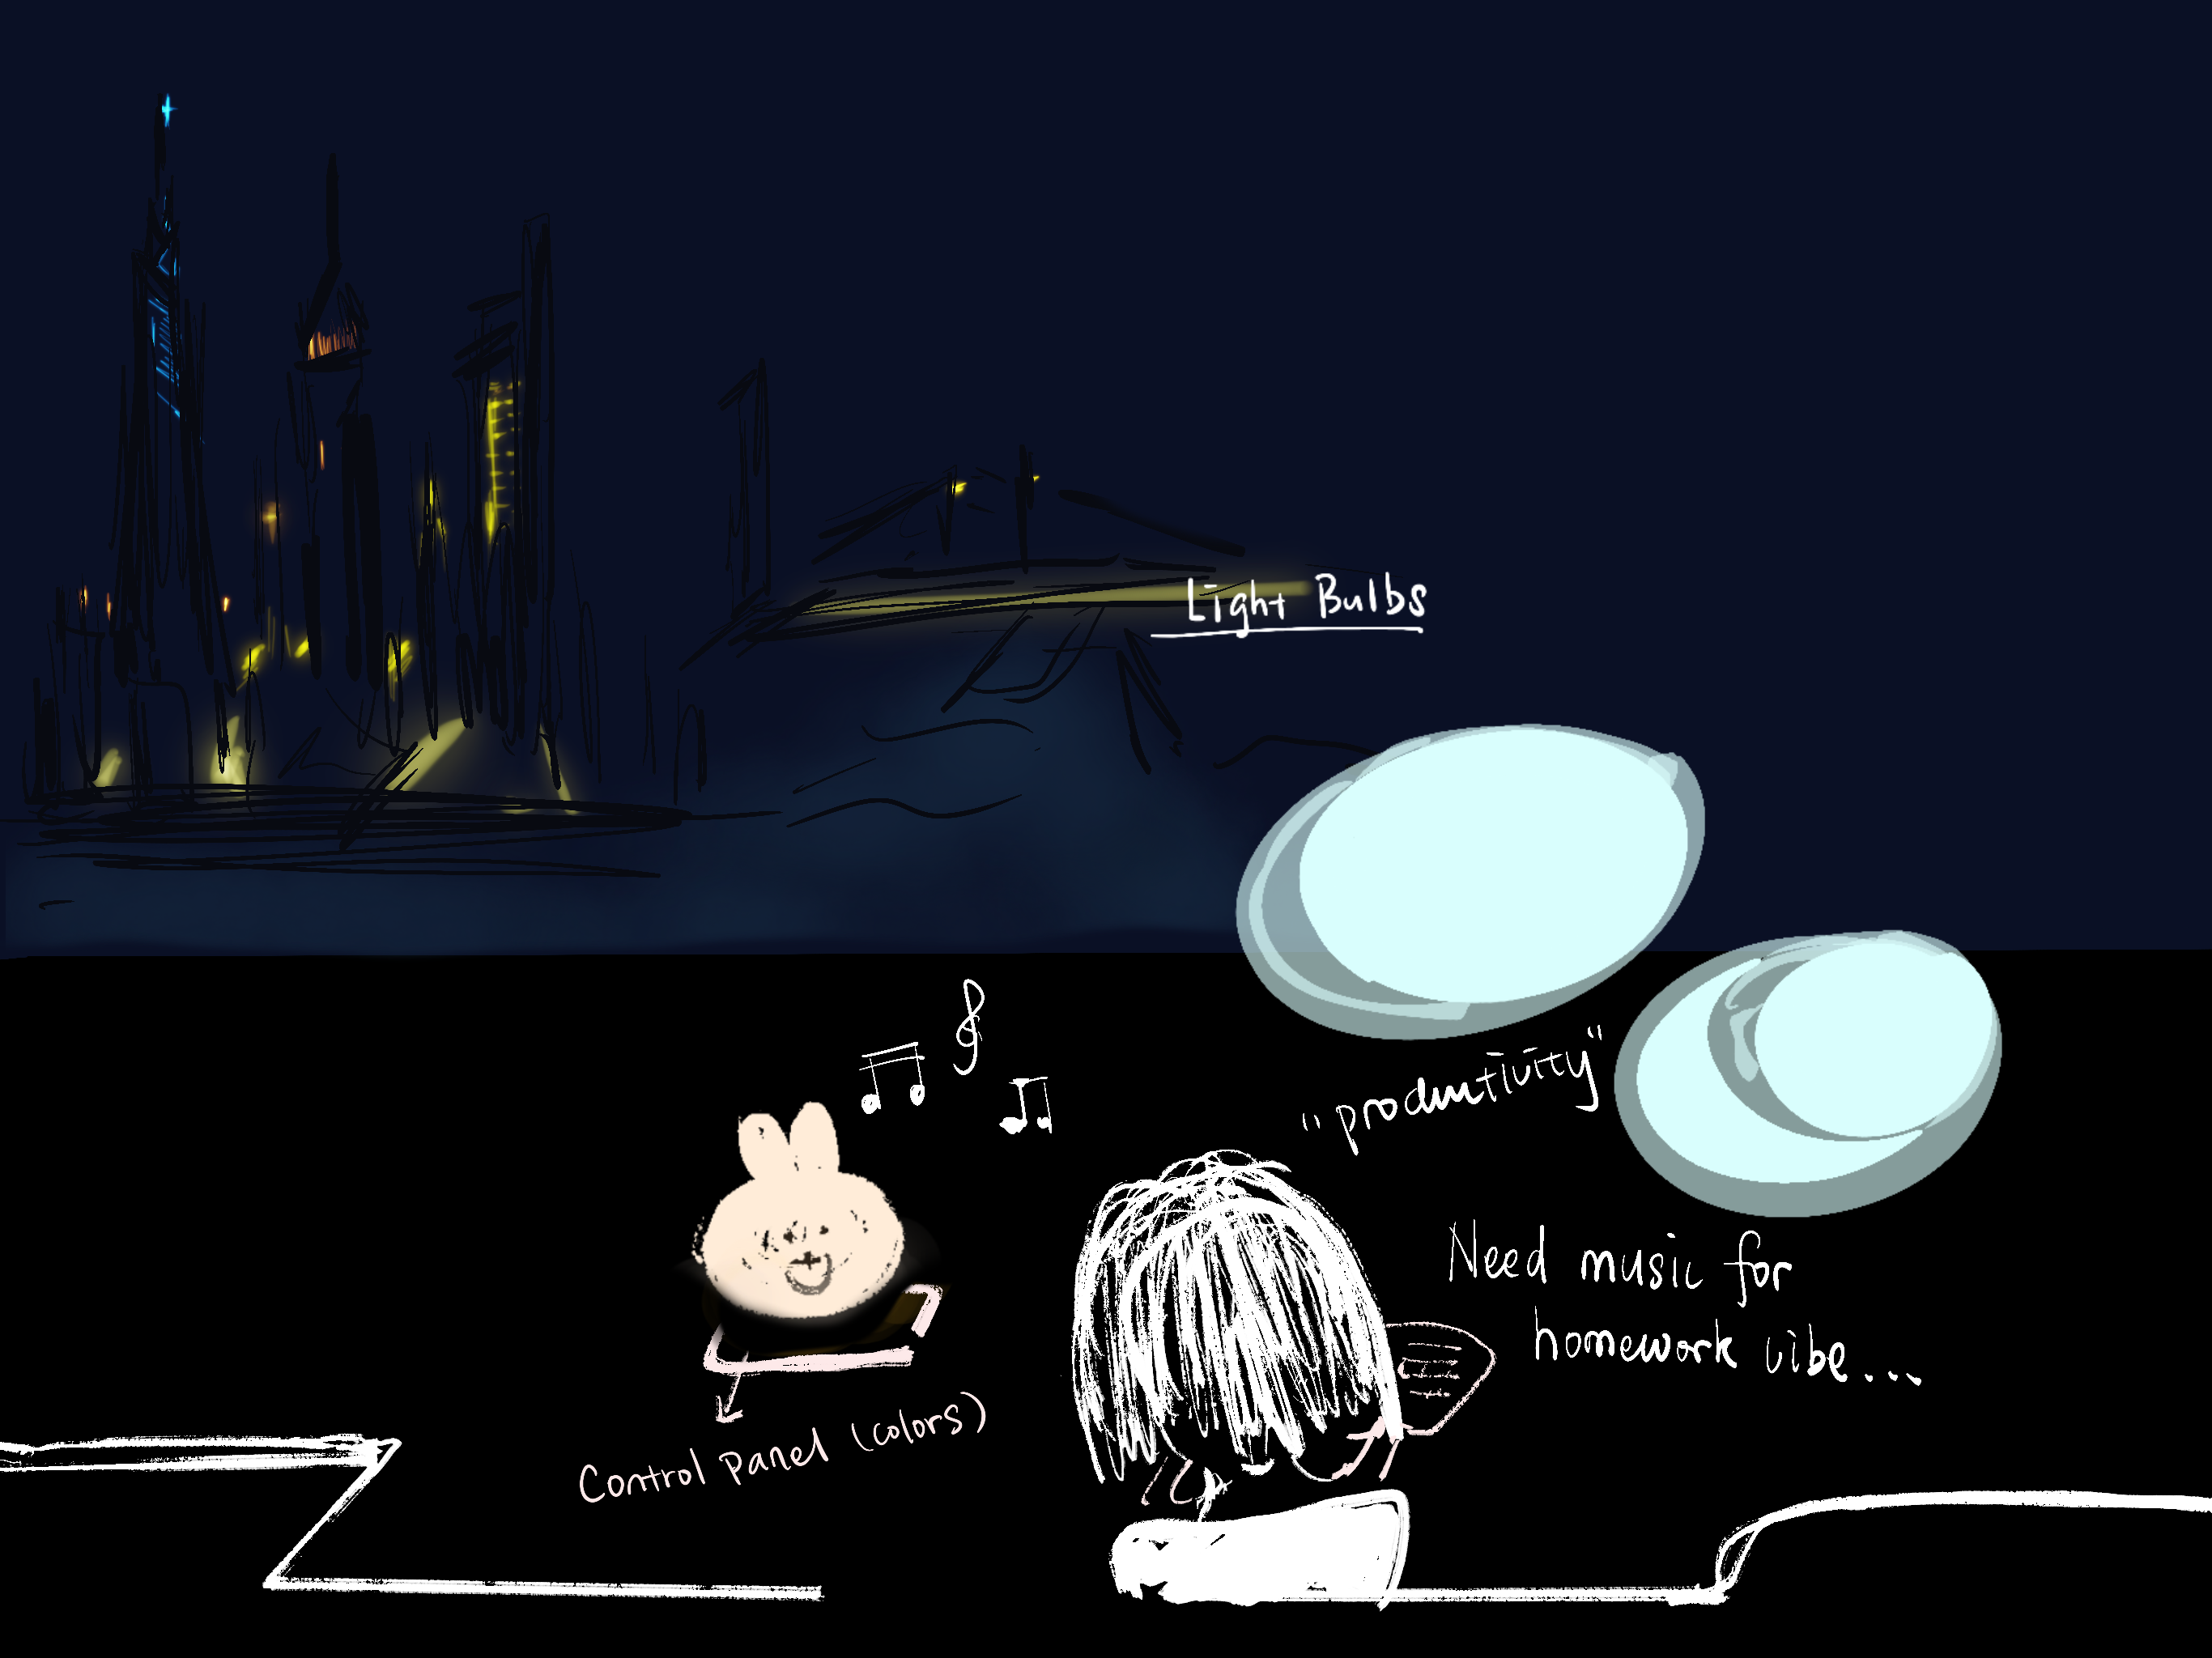 Light Bulbs
"productivity"
Need music for
homework vibe...
Control Panel (colors)